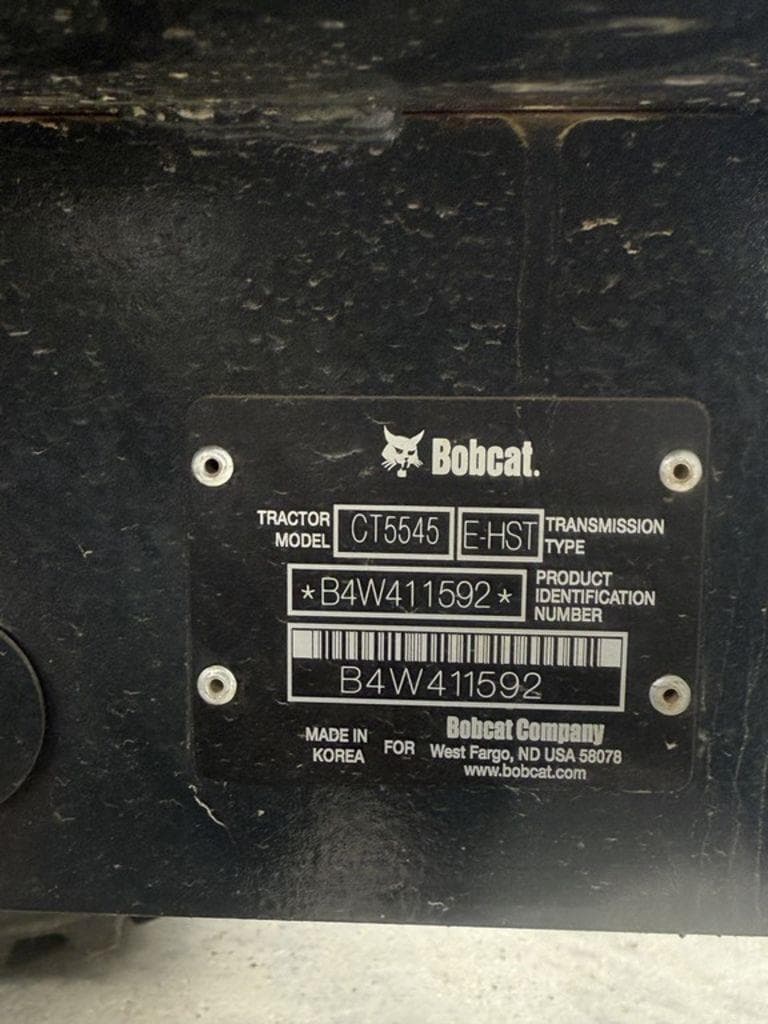 Bobcat.
TRACTOR MODEL CT5545 E-HST TRANSMISSION TYPE
*B4W411592* PRODUCT IDENTIFICATION NUMBER
B4W411592
MADE IN KOREA FOR Bobcat Company
West Fargo, ND USA 58078
www.bobcat.com